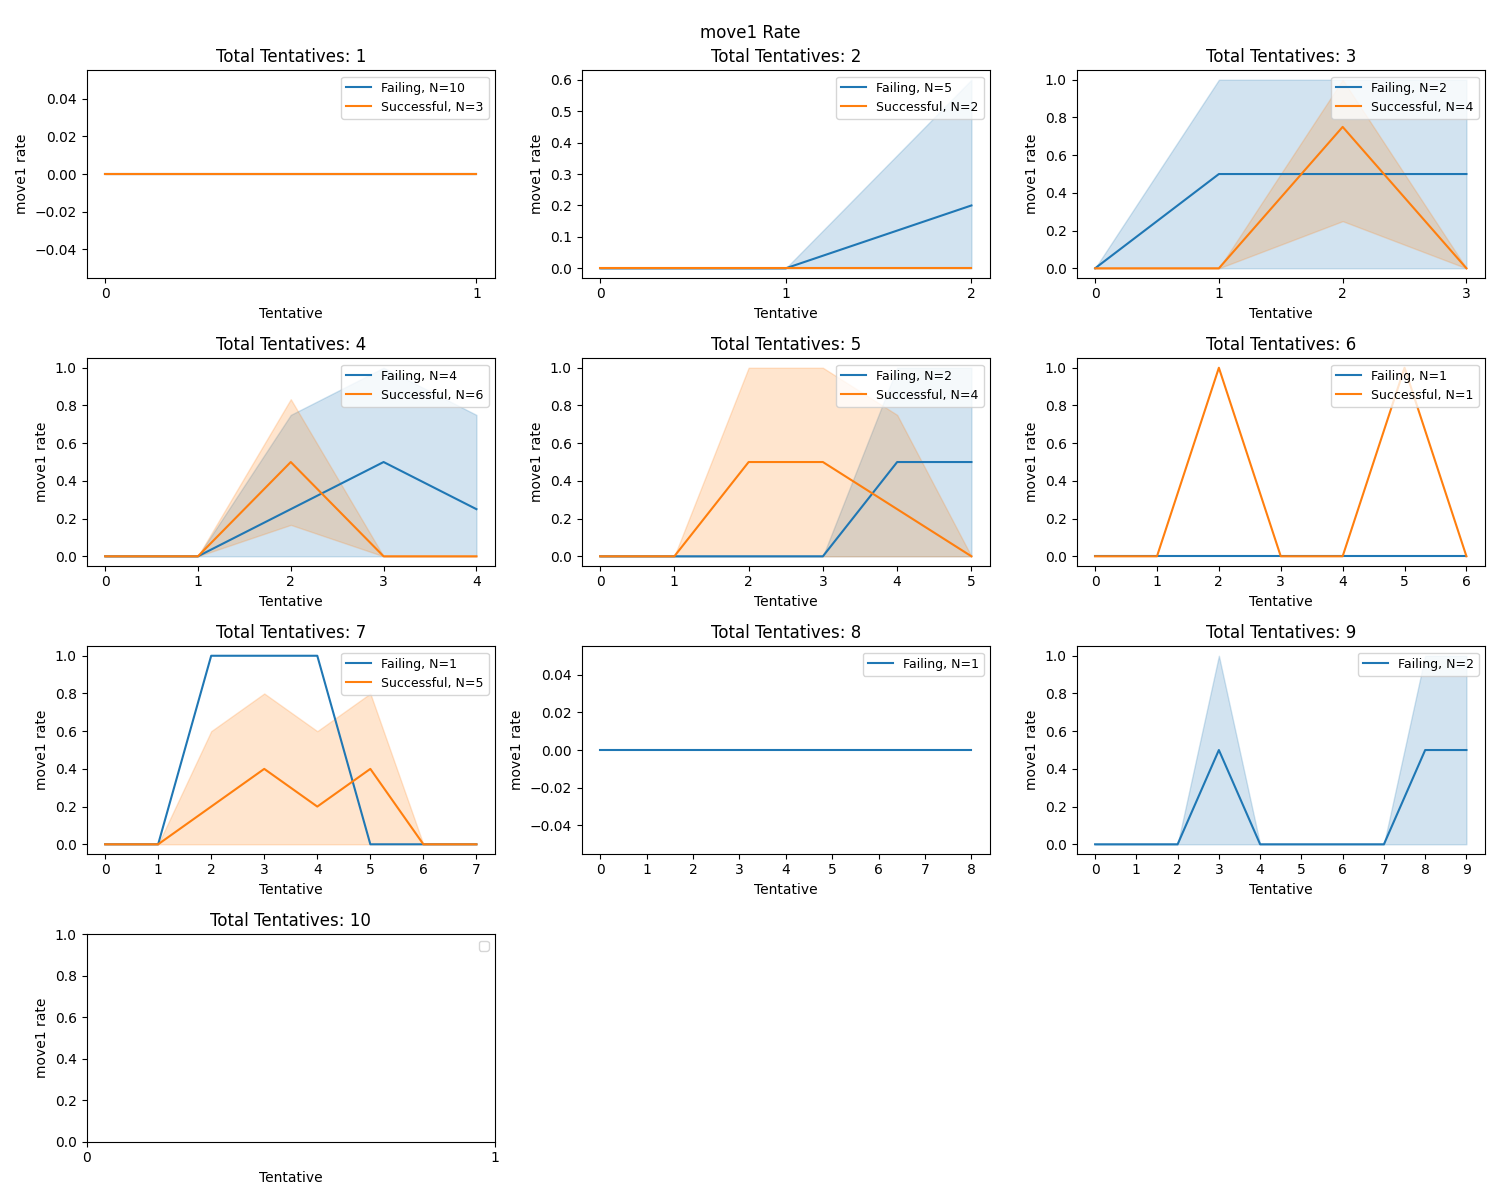 move1 Rate
Total Tentatives: 1
0.04
0.02
0.00
−0.02
−0.04
move1 rate
0
1
Tentative
Failing, N=10
Successful, N=3
Total Tentatives: 2
0.6
0.5
0.4
0.3
0.2
0.1
0.0
move1 rate
0
1
2
Tentative
Failing, N=5
Successful, N=2
Total Tentatives: 3
1.0
0.8
0.6
0.4
0.2
0.0
move1 rate
0
1
2
3
Tentative
Failing, N=2
Successful, N=4
Total Tentatives: 4
1.0
0.8
0.6
0.4
0.2
0.0
move1 rate
0
1
2
3
4
Tentative
Failing, N=4
Successful, N=6
Total Tentatives: 5
1.0
0.8
0.6
0.4
0.2
0.0
move1 rate
0
1
2
3
4
5
Tentative
Failing, N=2
Successful, N=4
Total Tentatives: 6
1.0
0.8
0.6
0.4
0.2
0.0
move1 rate
0
1
2
3
4
5
6
Tentative
Failing, N=1
Successful, N=1
Total Tentatives: 7
1.0
0.8
0.6
0.4
0.2
0.0
move1 rate
0
1
2
3
4
5
6
7
Tentative
Failing, N=1
Successful, N=5
Total Tentatives: 8
0.04
0.02
0.00
−0.02
−0.04
move1 rate
0
1
2
3
4
5
6
7
8
Tentative
Failing, N=1
Total Tentatives: 9
1.0
0.8
0.6
0.4
0.2
0.0
move1 rate
0
1
2
3
4
5
6
7
8
9
Tentative
Failing, N=2
Total Tentatives: 10
1.0
0.8
0.6
0.4
0.2
0.0
move1 rate
0
1
Tentative